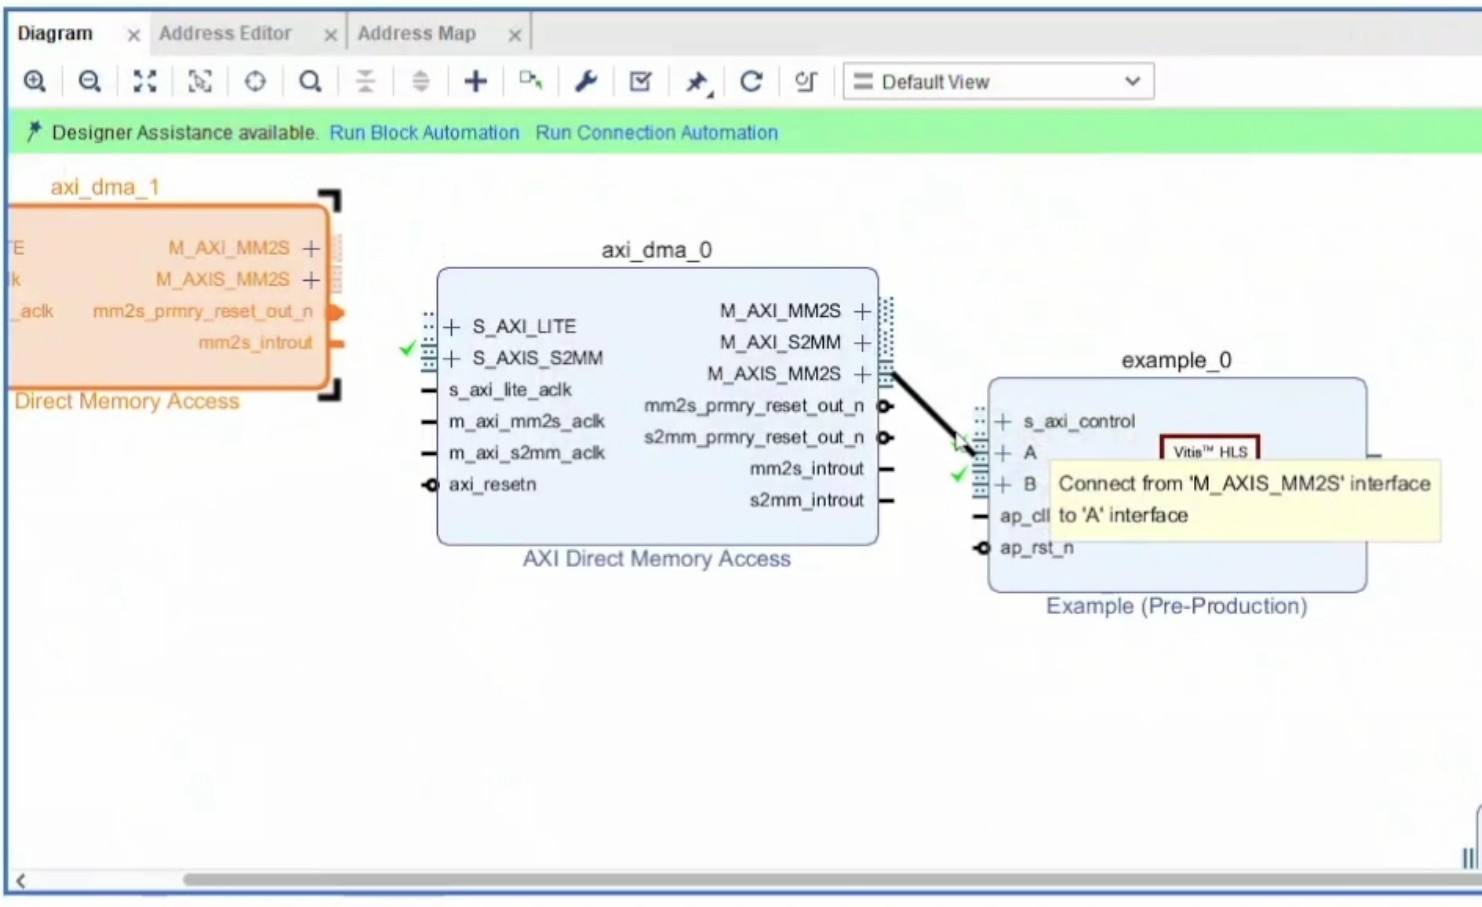 Diagram
Address Editor
Address Map
Default View
Designer Assistance available. Run Block Automation Run Connection Automation
axi_dma_1
M_AXI_MM2S
M_AXIS_MM2S
_aclk mm2s_prmry_reset_out_n
mm2s_introut
Direct Memory Access
axi_dma_0
S_AXI_LITE
S_AXIS_S2MM
s_axi_lite_aclk
m_axi_mm2s_aclk
m_axi_s2mm_aclk
axi_resetn
M_AXI_MM2S
M_AXI_S2MM
M_AXIS_MM2S
mm2s_prmry_reset_out_n
s2mm_prmry_reset_out_n
mm2s_introut
s2mm_introut
AXI Direct Memory Access
example_0
s_axi_control
A
B
ap_cl
ap_rst_n
Vitis™ HLS
Connect from 'M_AXIS_MM2S' interface
to 'A' interface
Example (Pre-Production)